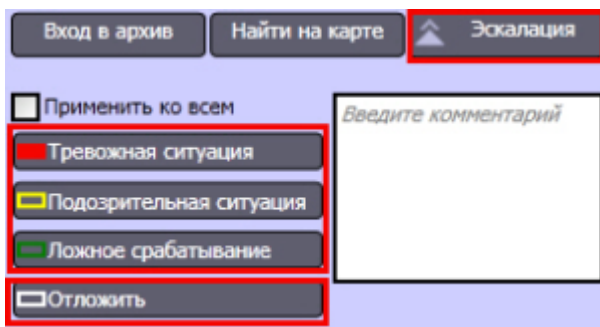 Вход в архив
Найти на карте
Эскалация
Применить ко всем
Введите комментарий
Тревожная ситуация
Подозрительная ситуация
Ложное срабатывание
Отложить